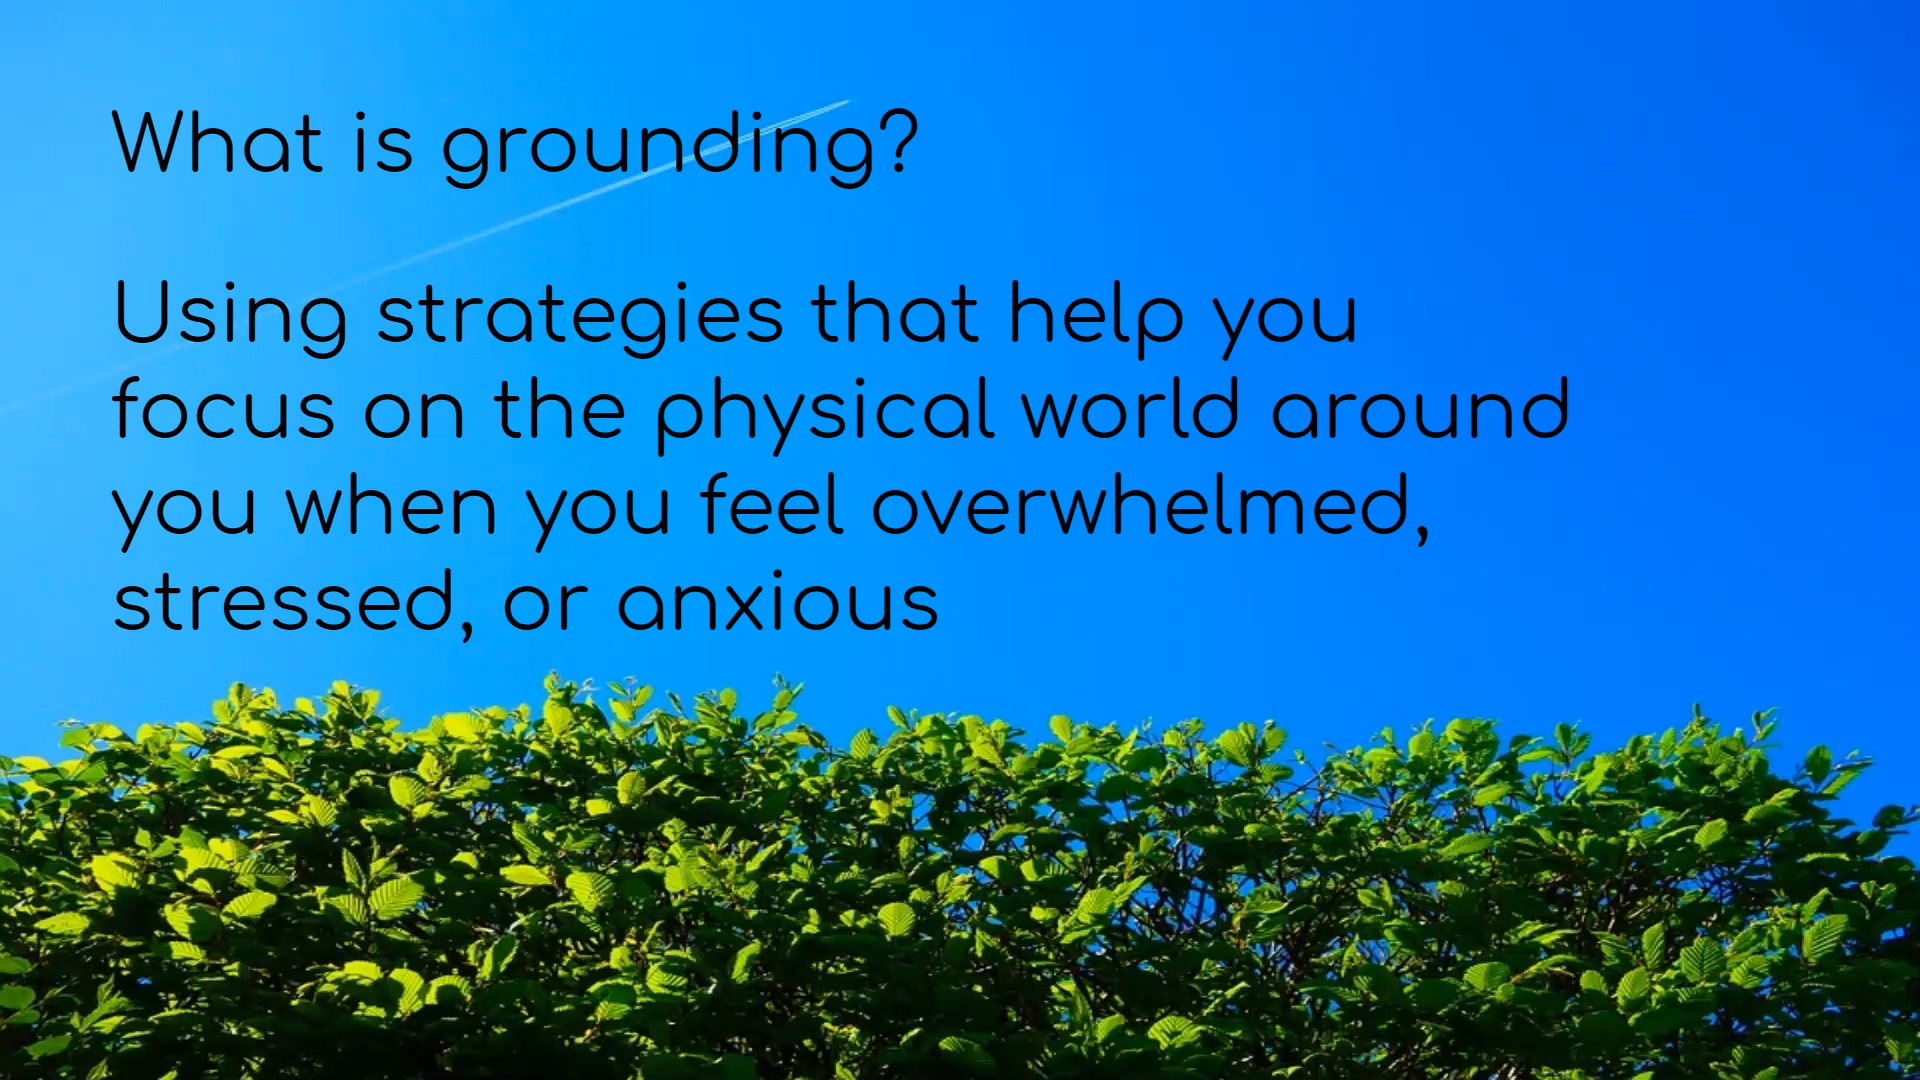 What is grounding?
Using strategies that help you
focus on the physical world around
you when you feel overwhelmed,
stressed, or anxious